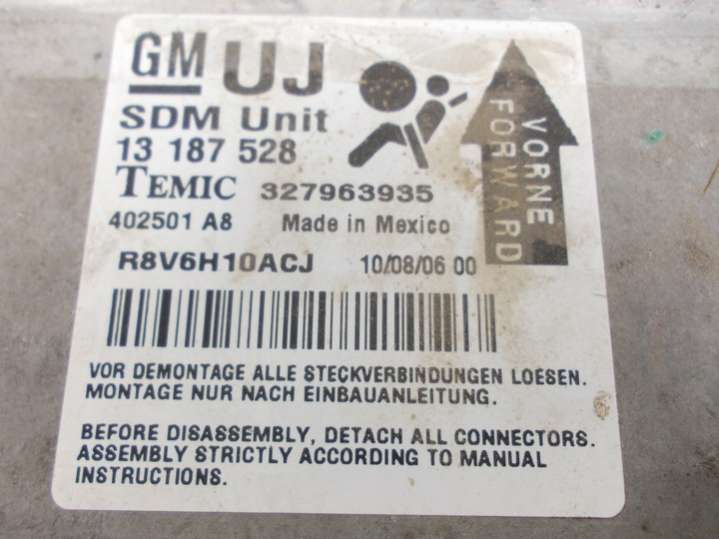 GM UJ
SDM Unit
13 187 528
TEMIC 327963935
402501 A8 Made in Mexico
R8V6H10ACJ 10/08/06 00
VORNE
FORWARD
VOR DEMONTAGE ALLE STECKVERBINDUNGEN LOESEN.
MONTAGE NUR NACH EINBAUANLEITUNG.
BEFORE DISASSEMBLY, DETACH ALL CONNECTORS.
ASSEMBLY STRICTLY ACCORDING TO MANUAL
INSTRUCTIONS.